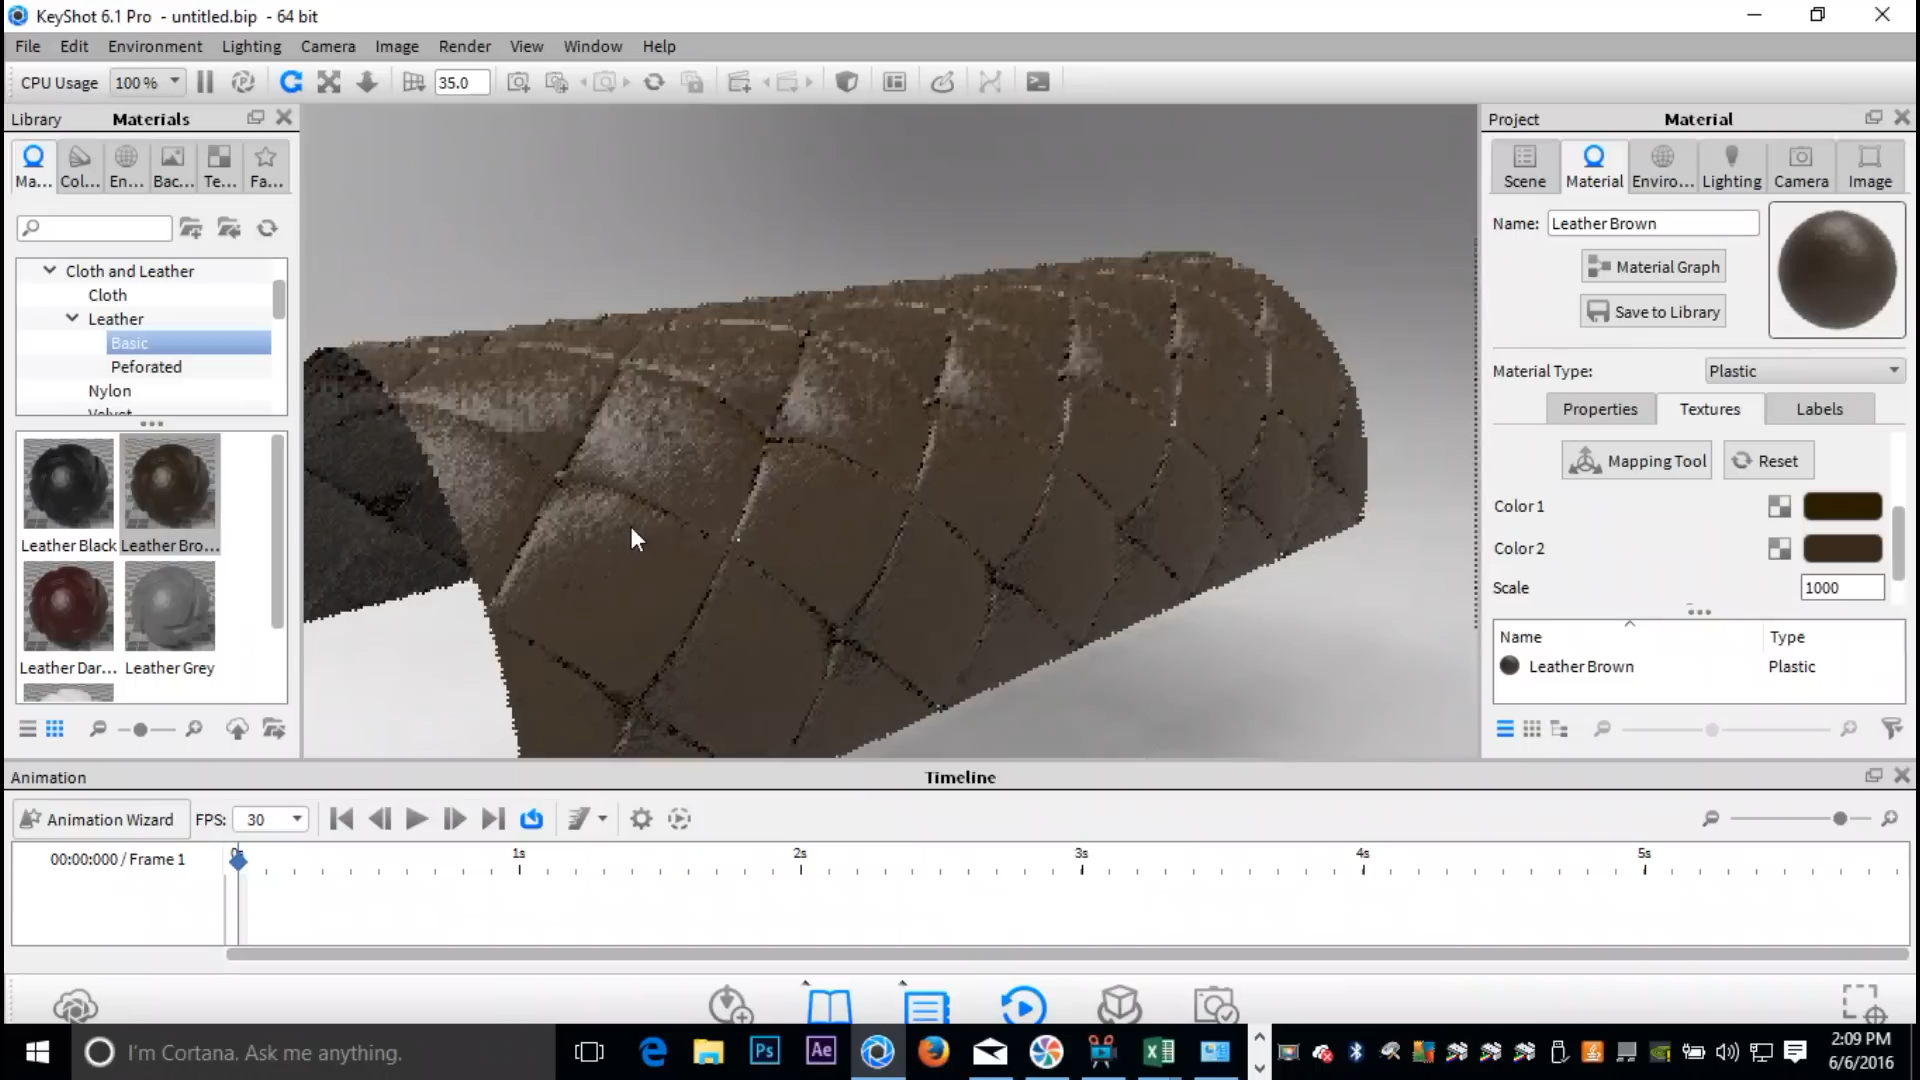 KeyShot 6.1 Pro - untitled.bip - 64 bit
File Edit Environment Lighting Camera Image Render View Window Help
CPU Usage 100 % 35.0
Library Materials
Ma... Col... En... Bac... Te... Fa...
Cloth and Leather
Cloth
Leather
Basic
Peforated
Nylon
Velvet
Leather Black Leather Bro...
Leather Dar... Leather Grey
Project Material
Scene Material Enviro... Lighting Camera Image
Name: Leather Brown
Material Graph
Save to Library
Material Type: Plastic
Properties Textures Labels
Mapping Tool Reset
Color 1
Color 2
Scale 1000
Name Type
Leather Brown Plastic
Animation Timeline
Animation Wizard FPS: 30
00:00:000 / Frame 1 0s 1s 2s 3s 4s 5s
I'm Cortana. Ask me anything.
Ps Ae
2:09 PM
6/6/2016